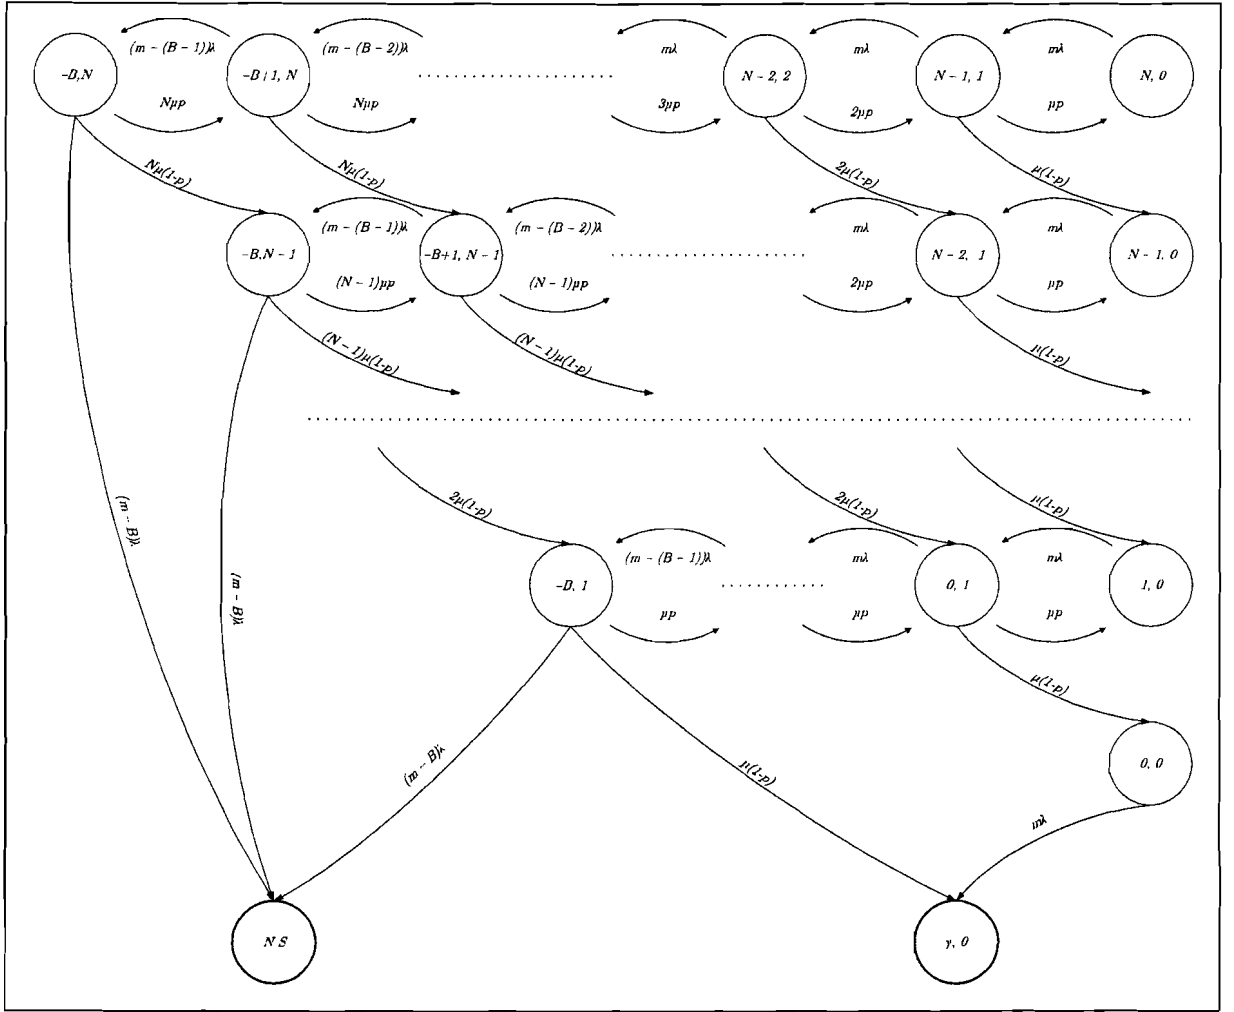 (m – (B – 1))λ (m – (B – 2))λ mλ mλ mλ
–B,N –B+1, N N – 2, 2 N – 1, 1 N, 0
Nμp Nμp 3μp 2μp μp
Nμ(1-p) Nμ(1-p) 2μ(1-p) μ(1-p)
(m – (B – 1))λ (m – (B – 2))λ mλ mλ
–B,N – 1 –B+1, N – 1 N – 2, 1 N – 1, 0
(N – 1)μp (N – 1)μp 2μp μp
(N – 1)μ(1-p) (N – 1)μ(1-p) μ(1-p)
(m – B)λ 2μ(1-p) 2μ(1-p) μ(1-p)
(m – (B – 1))λ mλ mλ
(m – B)λ –B, 1 0, 1 1, 0
μp μp μp
μ(1-p)
(m – B)λ μ(1-p) 0, 0
mλ
N S γ, 0